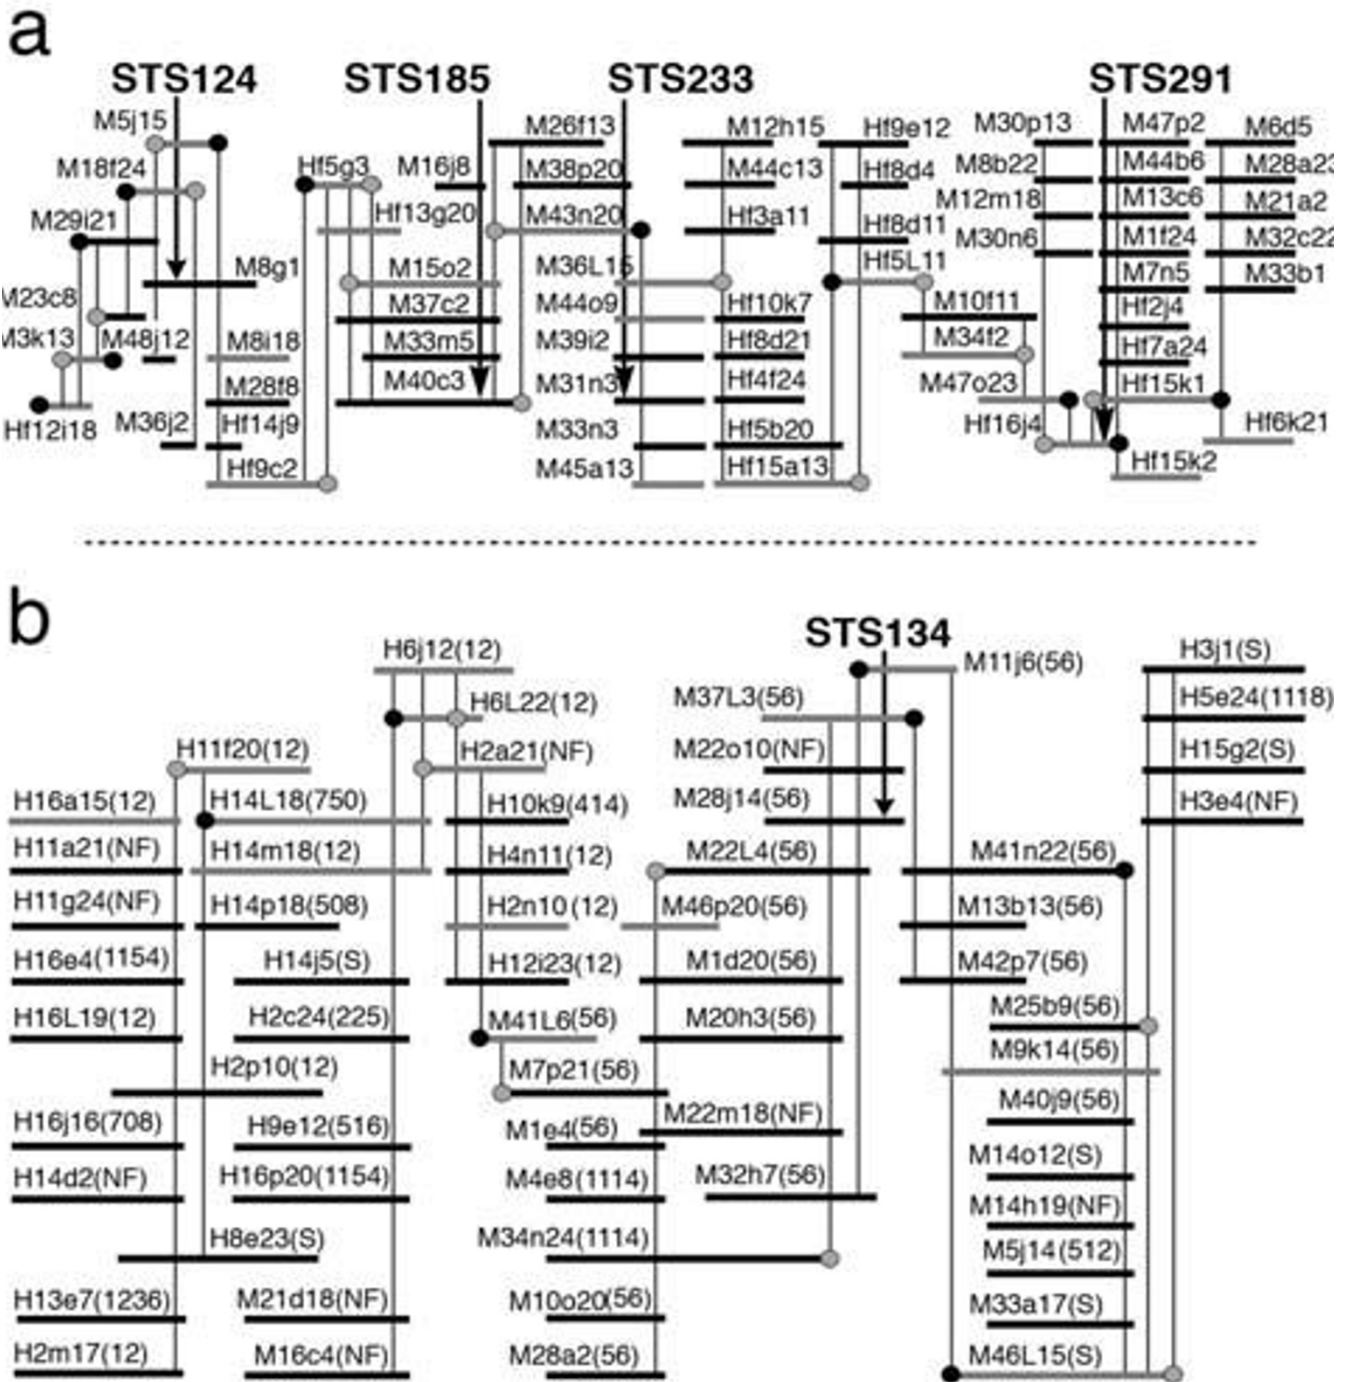 a
STS124 STS185 STS233 STS291
M5j15 M26f13 M12h15 Hf9e12 M30p13 M47p2 M6d5
M18f24 Hf5g3 M16j8 M38p20 M44c13 Hf8d4 M8b22 M44b6 M28a23
M29i21 Hf13g20 M43n20 Hf3a11 Hf8d11 M12m18 M13c6 M21a2
M30n6 M1f24 M32c22
M8g1 M15o2 M36L15 Hf5L11 M7n5 M33b1
M23c8 M37c2 M44o9 Hf10k7 M10f11 Hf2j4
M3k13 M48j12 M8i18 M33m5 M39i2 Hf8d21 M34f2 Hf7a24
M28f8 M40c3 M31n3 Hf4f24 M47o23 Hf15k1
Hf12i18 M36j2 Hf14j9 M33n3 Hf5b20 Hf16j4 Hf6k21
Hf9c2 M45a13 Hf15a13 Hf15k2
b
STS134
H6j12(12) M11j6(56) H3j1(S)
H6L22(12) M37L3(56) H5e24(1118)
H11f20(12) H2a21(NF) M22o10(NF) H15g2(S)
H16a15(12) H14L18(750) H10k9(414) M28j14(56) H3e4(NF)
H11a21(NF) H14m18(12) H4n11(12) M22L4(56) M41n22(56)
H11g24(NF) H14p18(508) H2n10(12) M46p20(56) M13b13(56)
H16e4(1154) H14j5(S) H12i23(12) M1d20(56) M42p7(56)
H16L19(12) H2c24(225) M41L6(56) M20h3(56) M25b9(56)
H2p10(12) M7p21(56) M9k14(56)
H16j16(708) H9e12(516) M1e4(56) M22m18(NF) M40j9(56)
H14d2(NF) H16p20(1154) M4e8(1114) M32h7(56) M14o12(S)
M14h19(NF)
H8e23(S) M34n24(1114) M5j14(512)
H13e7(1236) M21d18(NF) M10o20(56) M33a17(S)
H2m17(12) M16c4(NF) M28a2(56) M46L15(S)